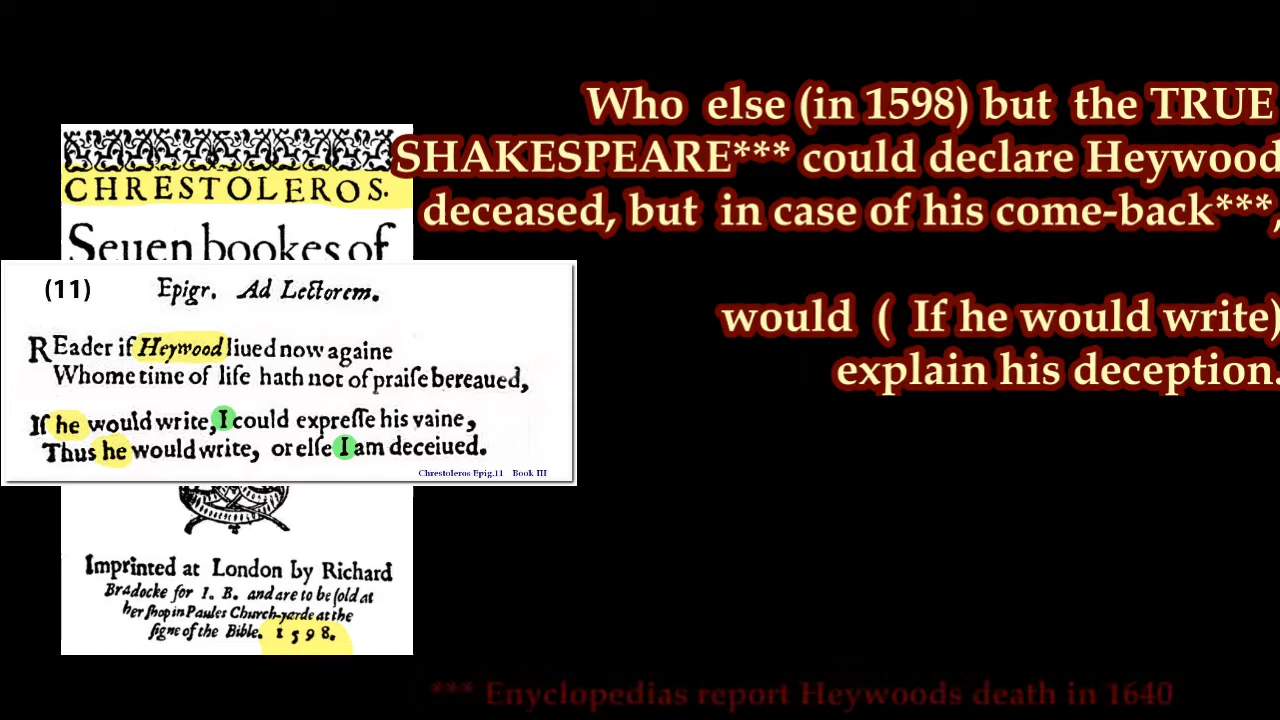 Who else (in 1598) but the TRUE
SHAKESPEARE*** could declare Heywood
deceased, but in case of his come-back***,
would ( If he would write)
explain his deception.
CHRESTOLEROS.
Seuen bookes of
(11) Epigr. Ad Lectorem.
REader if Heywood liued now againe
Whome time of life hath not of praiſe bereaued,
If he would write, I could expreſſe his vaine,
Thus he would write, or elſe I am deceiued.
Chrestoleros Epig.11 Book III
Imprinted at London by Richard
Bradocke for I. B. and are to be ſold at
her ſhop in Paules Church-yarde at the
ſigne of the Bible. 1598.
*** Enyclopedias report Heywoods death in 1640